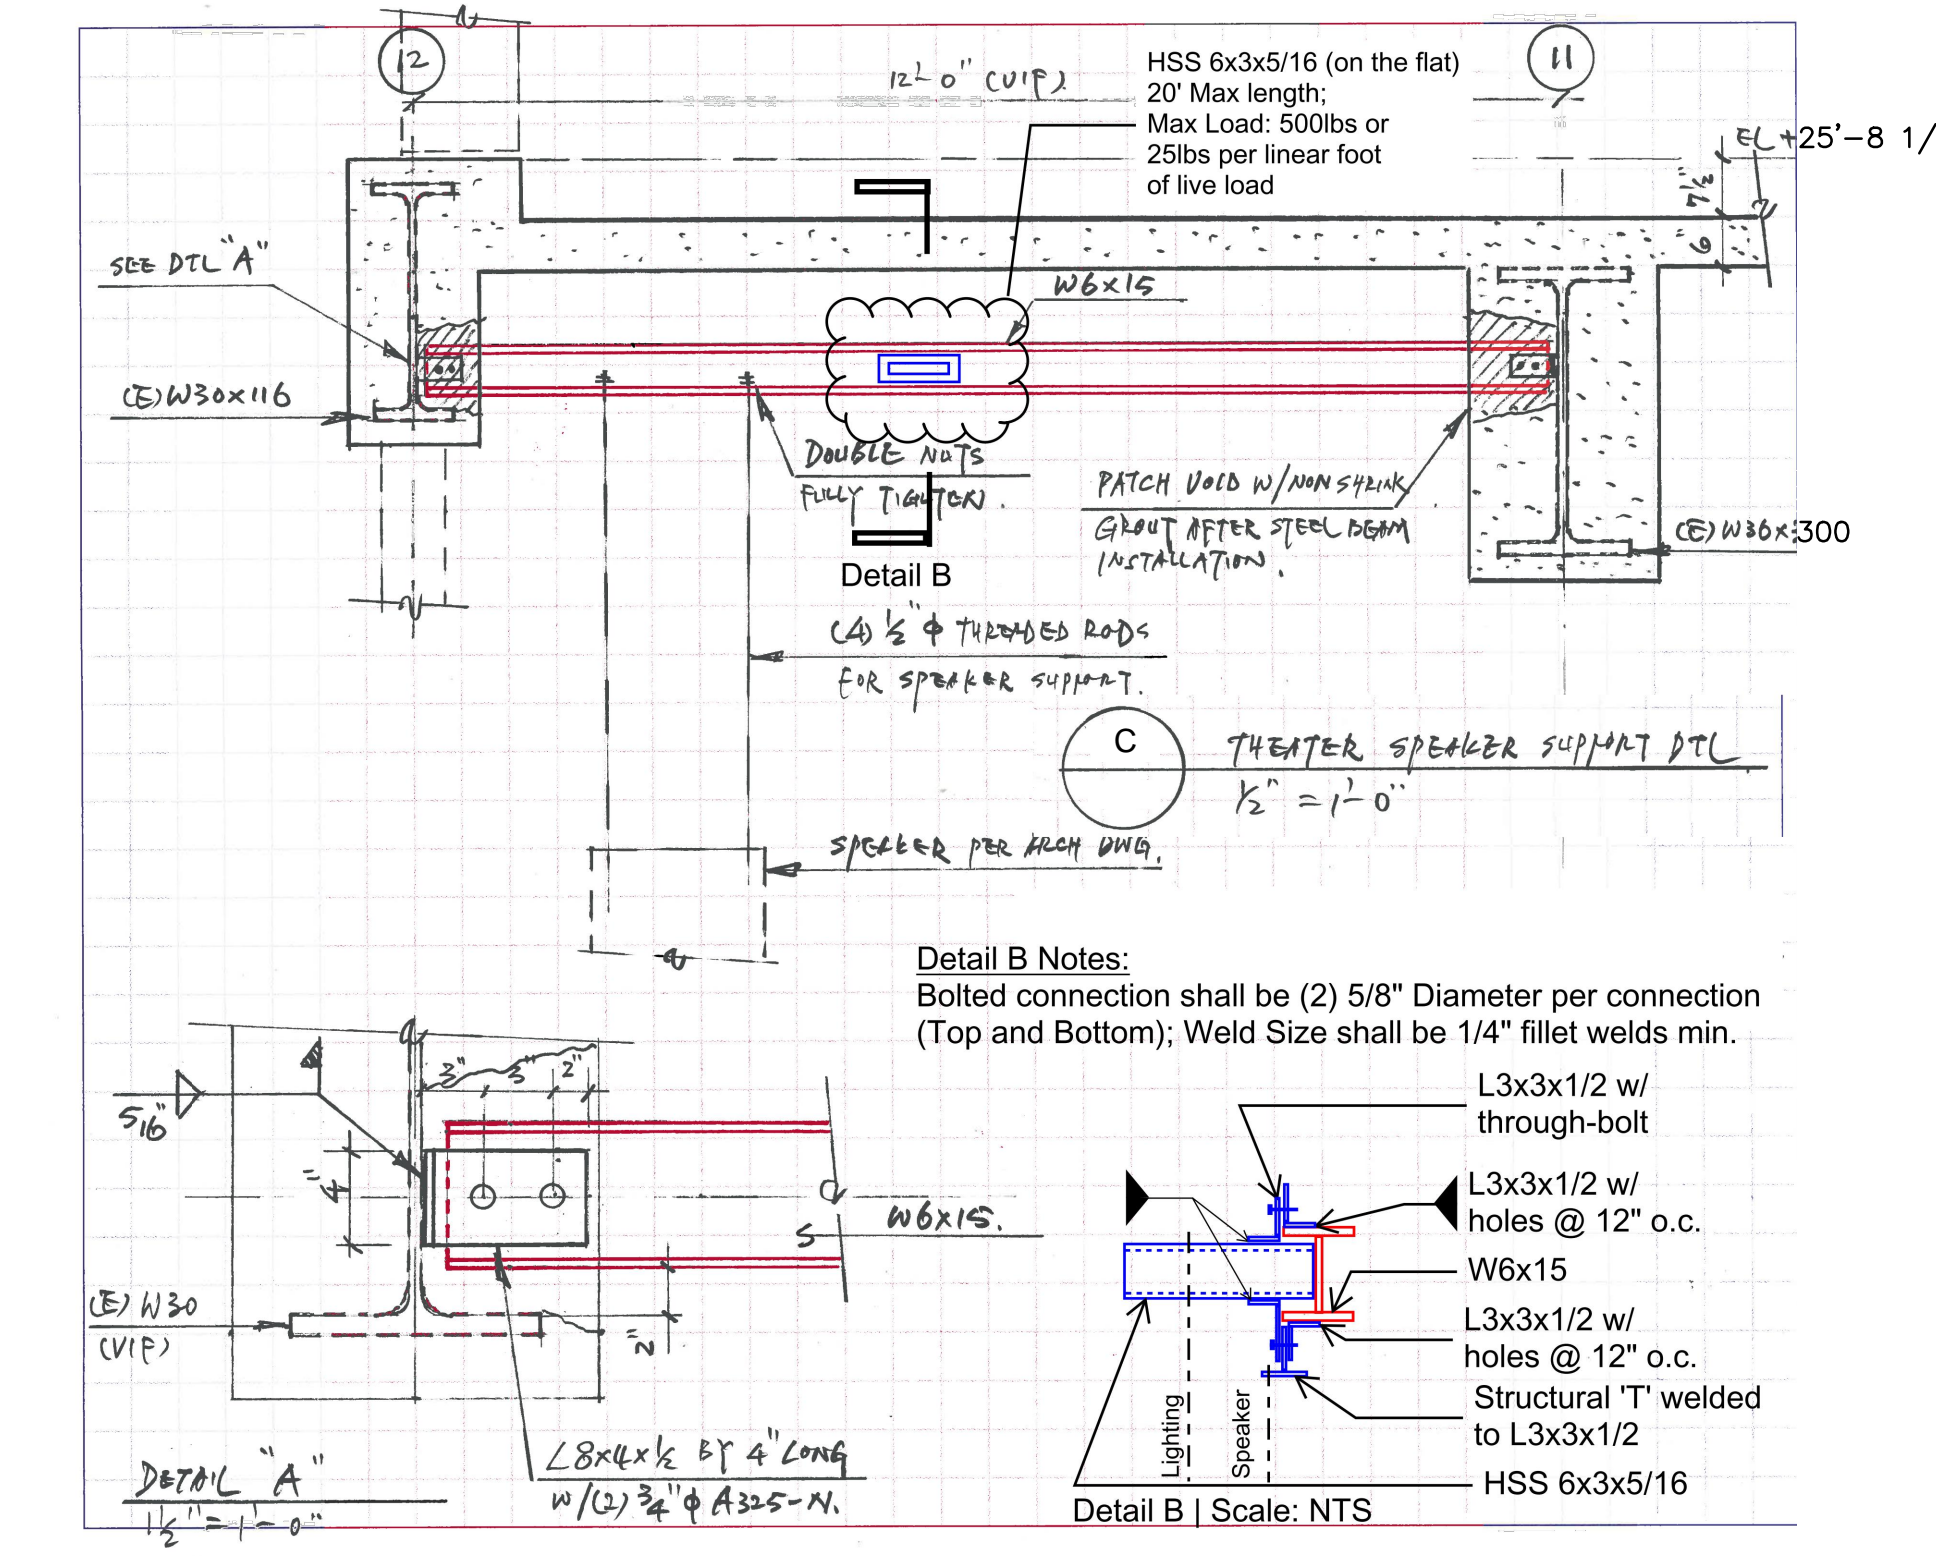 12
11
12'-0" (VIF).
HSS 6x3x5/16 (on the flat)
20' Max length;
Max Load: 500lbs or
25lbs per linear foot
of live load
EL +25'-8 1/
7½"
6"
SEE DTL "A"
W6x15
(E)W30x116
DOUBLE NUTS
FULLY TIGHTEN.
PATCH VOID W/NON SHRINK
GROUT AFTER STEEL BEAM
INSTALLATION.
(E)W36x300
Detail B
(4) ½" ϕ THREADED RODS
FOR SPEAKER SUPPORT.
C
THEATER SPEAKER SUPPORT DTL
½" = 1'-0"
SPEAKER PER ARCH DWG.
Detail B Notes:
Bolted connection shall be (2) 5/8" Diameter per connection
(Top and Bottom); Weld Size shall be 1/4" fillet welds min.
3" 3" 2"
5/16"
4"
W6x15.
(E) W30
(VIF)
2"
L8x4x½ BY 4" LONG
W/(2) ¾" ϕ A325-N.
DETAIL "A"
1½" = 1'-0"
L3x3x1/2 w/
through-bolt
L3x3x1/2 w/
holes @ 12" o.c.
W6x15
L3x3x1/2 w/
holes @ 12" o.c.
Structural 'T' welded
to L3x3x1/2
HSS 6x3x5/16
Lighting
Speaker
Detail B | Scale: NTS